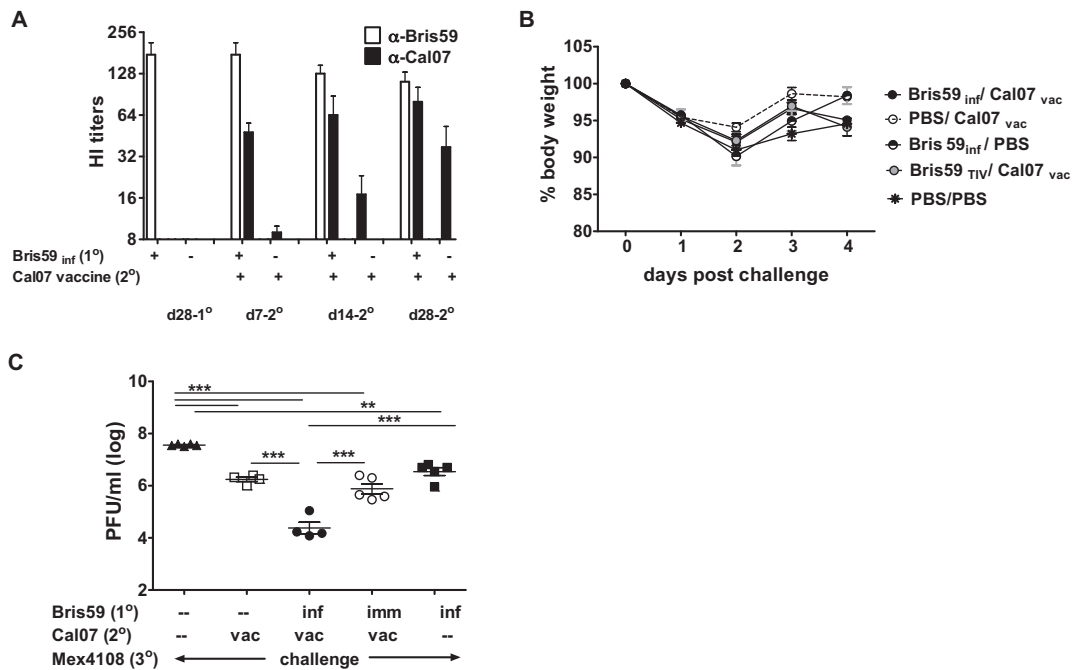 A
256
128
64
32
16
8
HI titers
α-Bris59
α-Cal07
Bris59 inf (1°) + - + - + - + -
Cal07 vaccine (2°) + + + + + +
d28-1° d7-2° d14-2° d28-2°
B
105
100
95
90
85
80
% body weight
0 1 2 3 4
days post challenge
Bris59 inf/ Cal07 vac
PBS/ Cal07 vac
Bris 59inf/ PBS
Bris59 TIV/ Cal07 vac
PBS/PBS
C
10
8
6
4
2
PFU/ml (log)
***
**
***
*** ***
Bris59 (1°) -- -- inf imm inf
Cal07 (2°) -- vac vac vac --
Mex4108 (3°) challenge